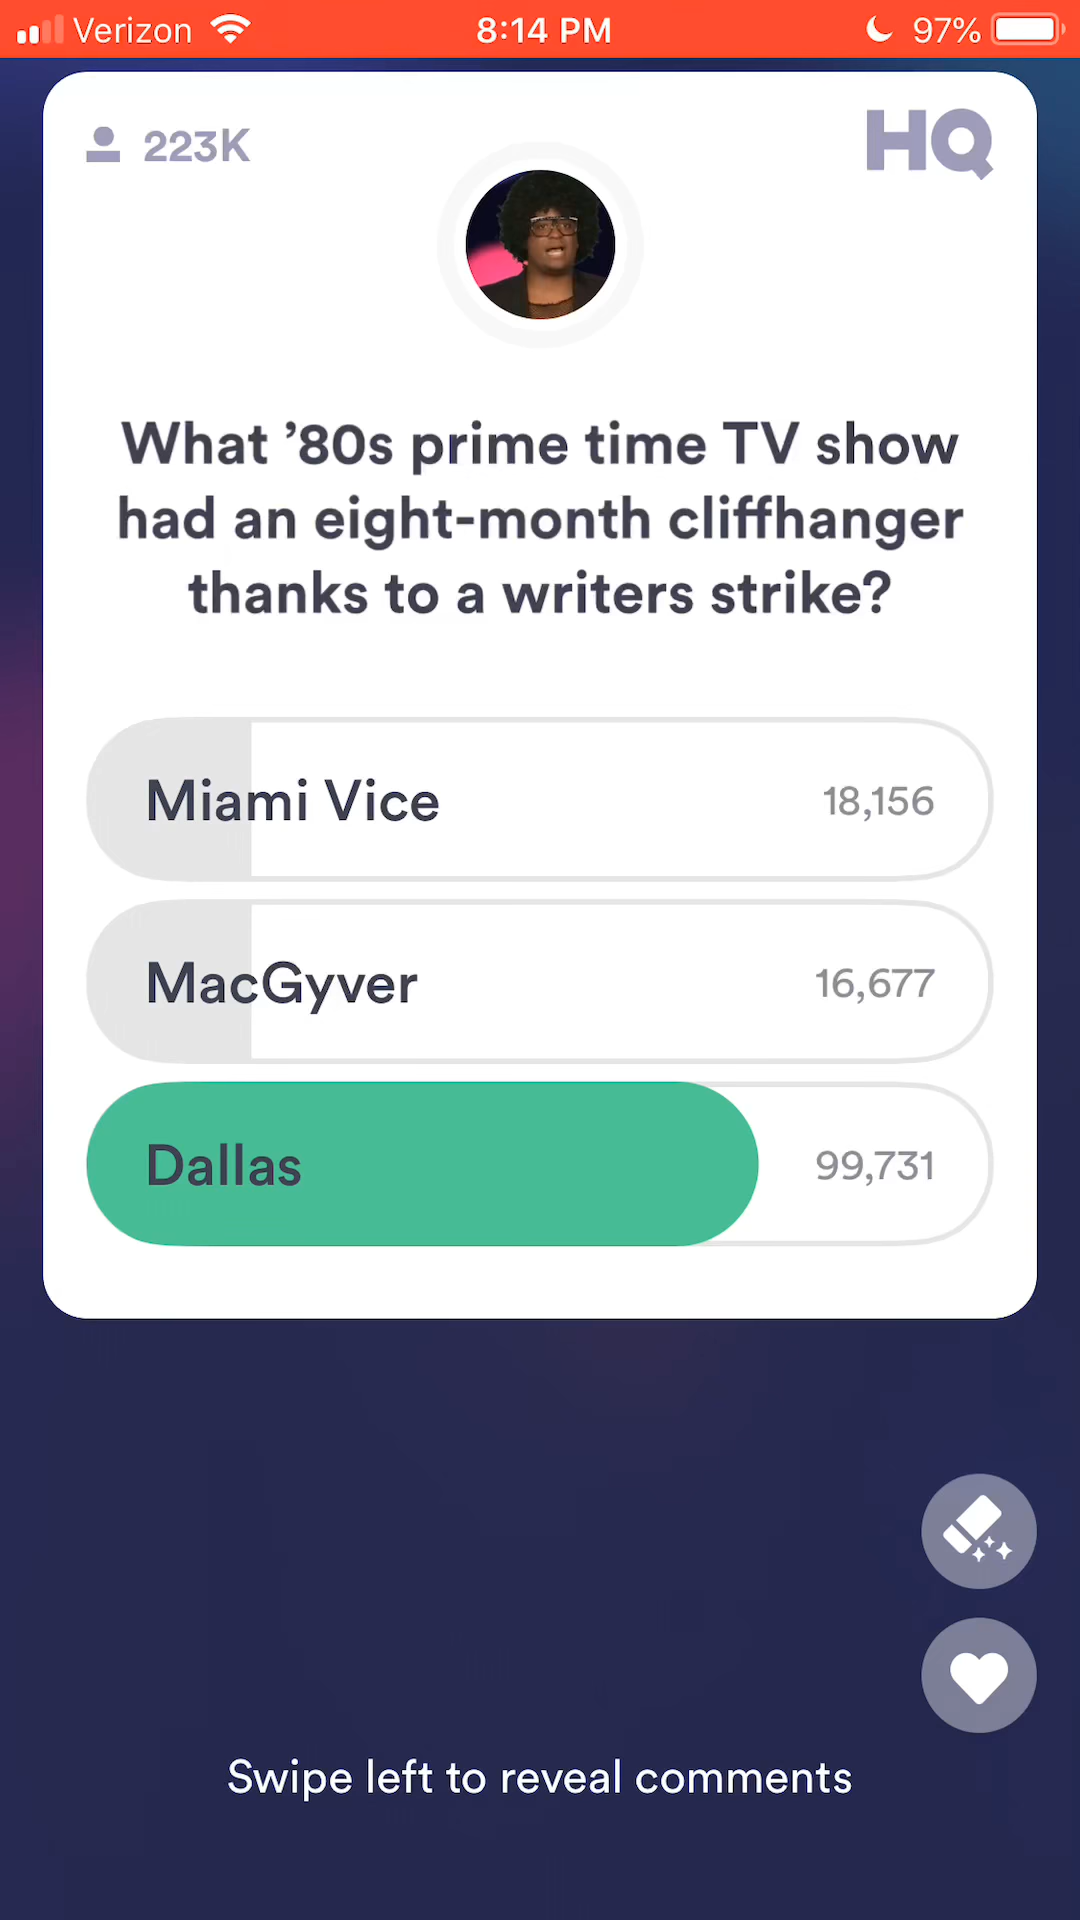 Verizon 8:14 PM 97%
223K HQ
What ’80s prime time TV show
had an eight-month cliffhanger
thanks to a writers strike?
Miami Vice 18,156
MacGyver 16,677
Dallas 99,731
Swipe left to reveal comments